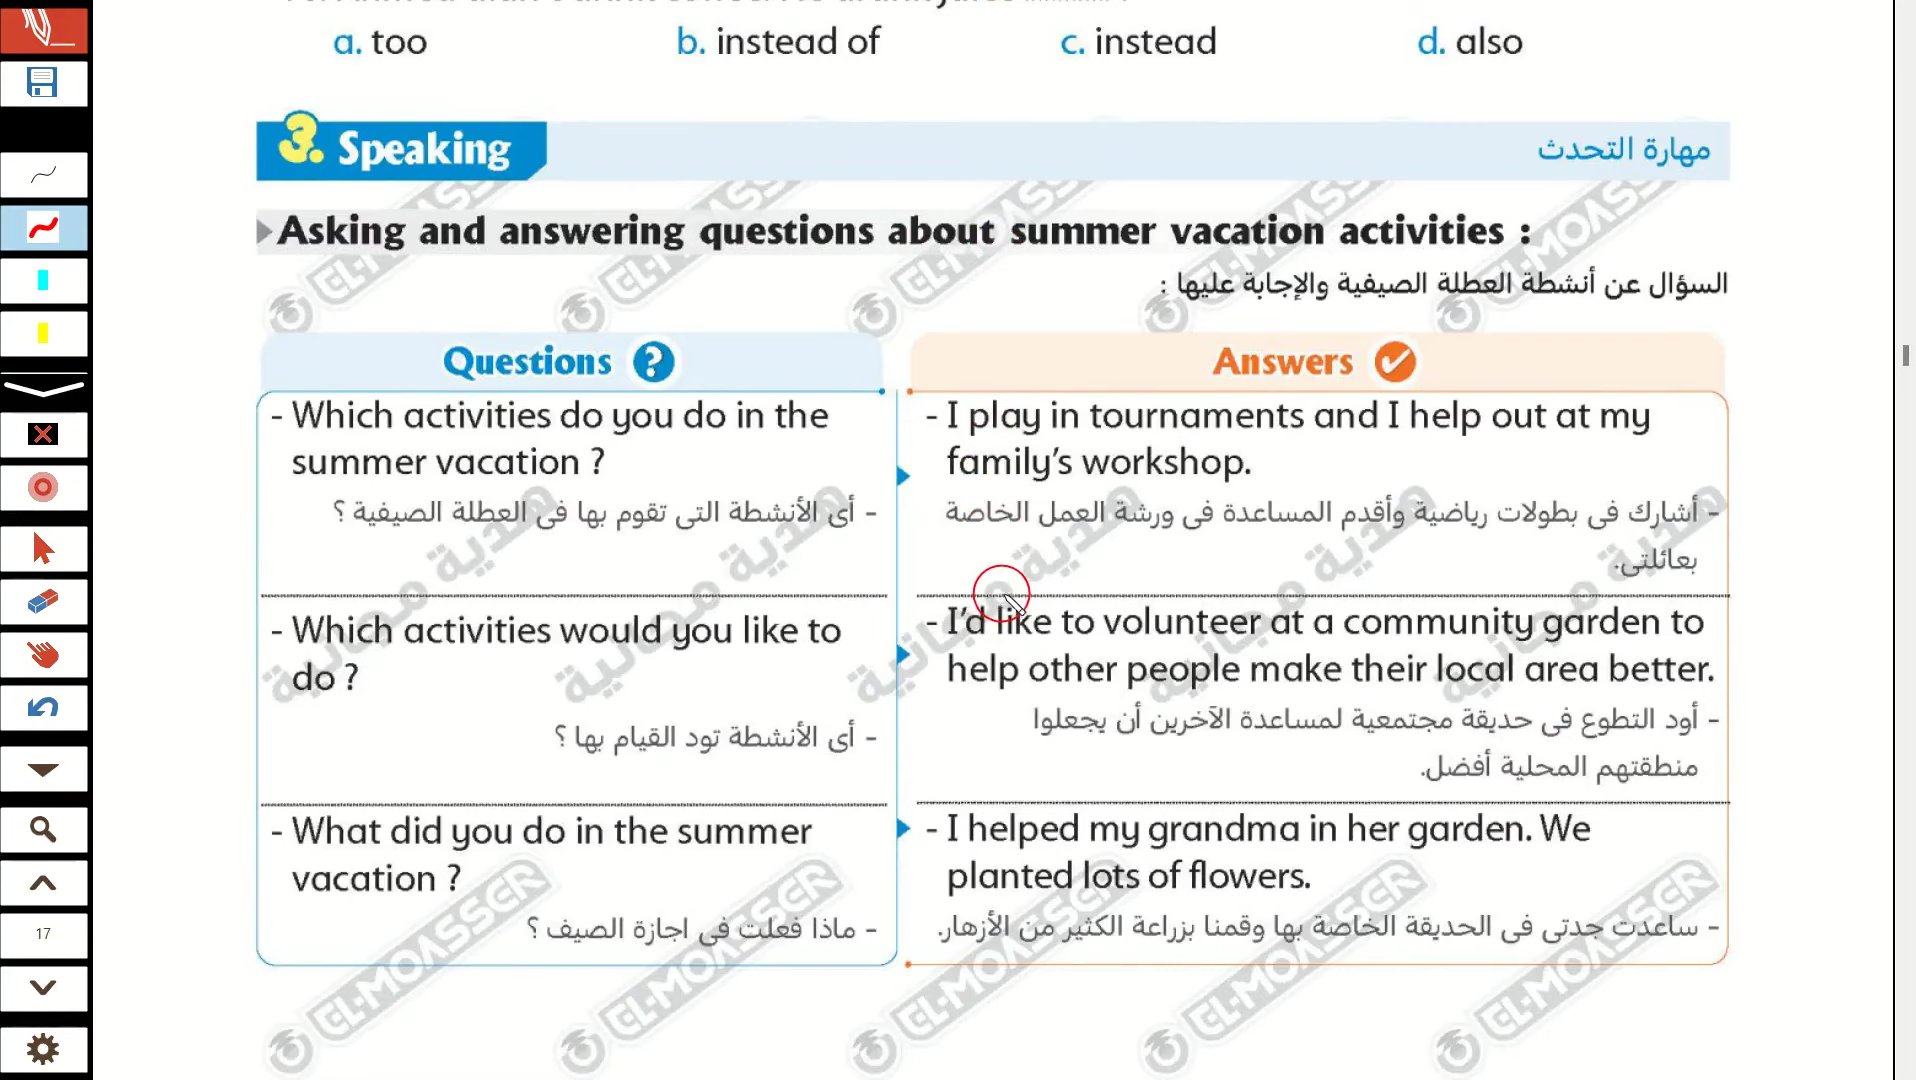 a. too b. instead of c. instead d. also
3. Speaking مهارة التحدث
Asking and answering questions about summer vacation activities :
السؤال عن أنشطة العطلة الصيفية والإجابة عليها :
Questions ? Answers
- Which activities do you do in the
summer vacation ?
- أى الأنشطة التى تقوم بها فى العطلة الصيفية ؟
- I play in tournaments and I help out at my
family's workshop.
- أشارك فى بطولات رياضية وأقدم المساعدة فى ورشة العمل الخاصة
بعائلتى.
- Which activities would you like to
do ?
- أى الأنشطة تود القيام بها ؟
- I'd like to volunteer at a community garden to
help other people make their local area better.
- أود التطوع فى حديقة مجتمعية لمساعدة الآخرين أن يجعلوا
منطقتهم المحلية أفضل.
- What did you do in the summer
vacation ?
- ماذا فعلت فى اجازة الصيف ؟
- I helped my grandma in her garden. We
planted lots of flowers.
- ساعدت جدتى فى الحديقة الخاصة بها وقمنا بزراعة الكثير من الأزهار.
17
EL-MOASSER
هدية مجانية